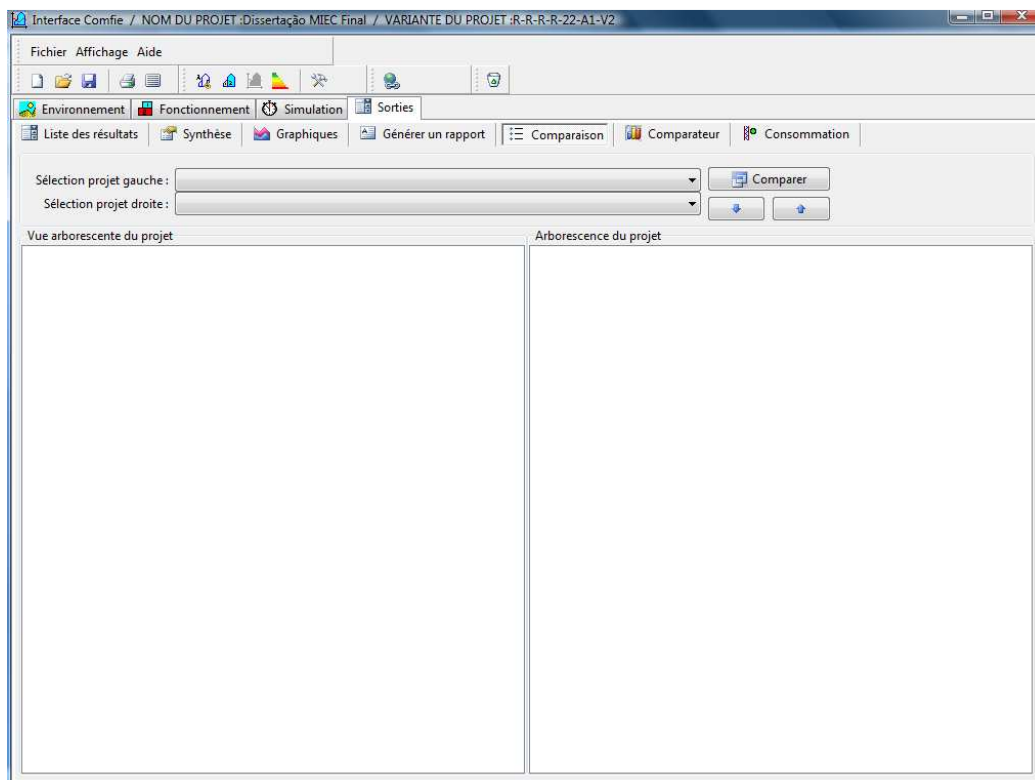 Interface Comfie / NOM DU PROJET :Dissertação MIEC Final / VARIANTE DU PROJET :R-R-R-R-22-A1-V2
Fichier Affichage Aide
Environnement Fonctionnement Simulation Sorties
Liste des résultats Synthèse Graphiques Générer un rapport Comparaison Comparateur Consommation
Sélection projet gauche : Comparer
Sélection projet droite :
Vue arborescente du projet Arborescence du projet